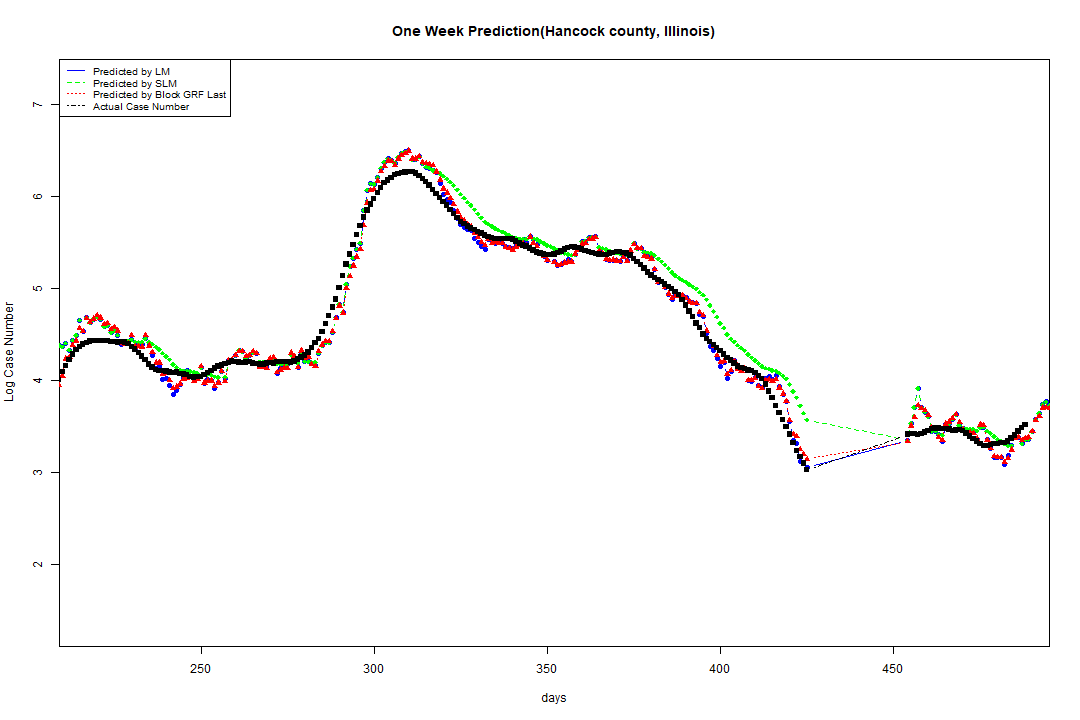 One Week Prediction(Hancock county, Illinois)
Predicted by LM
Predicted by SLM
Predicted by Block GRF Last
Actual Case Number
7
6
5
4
3
2
Log Case Number
250 300 350 400 450
days